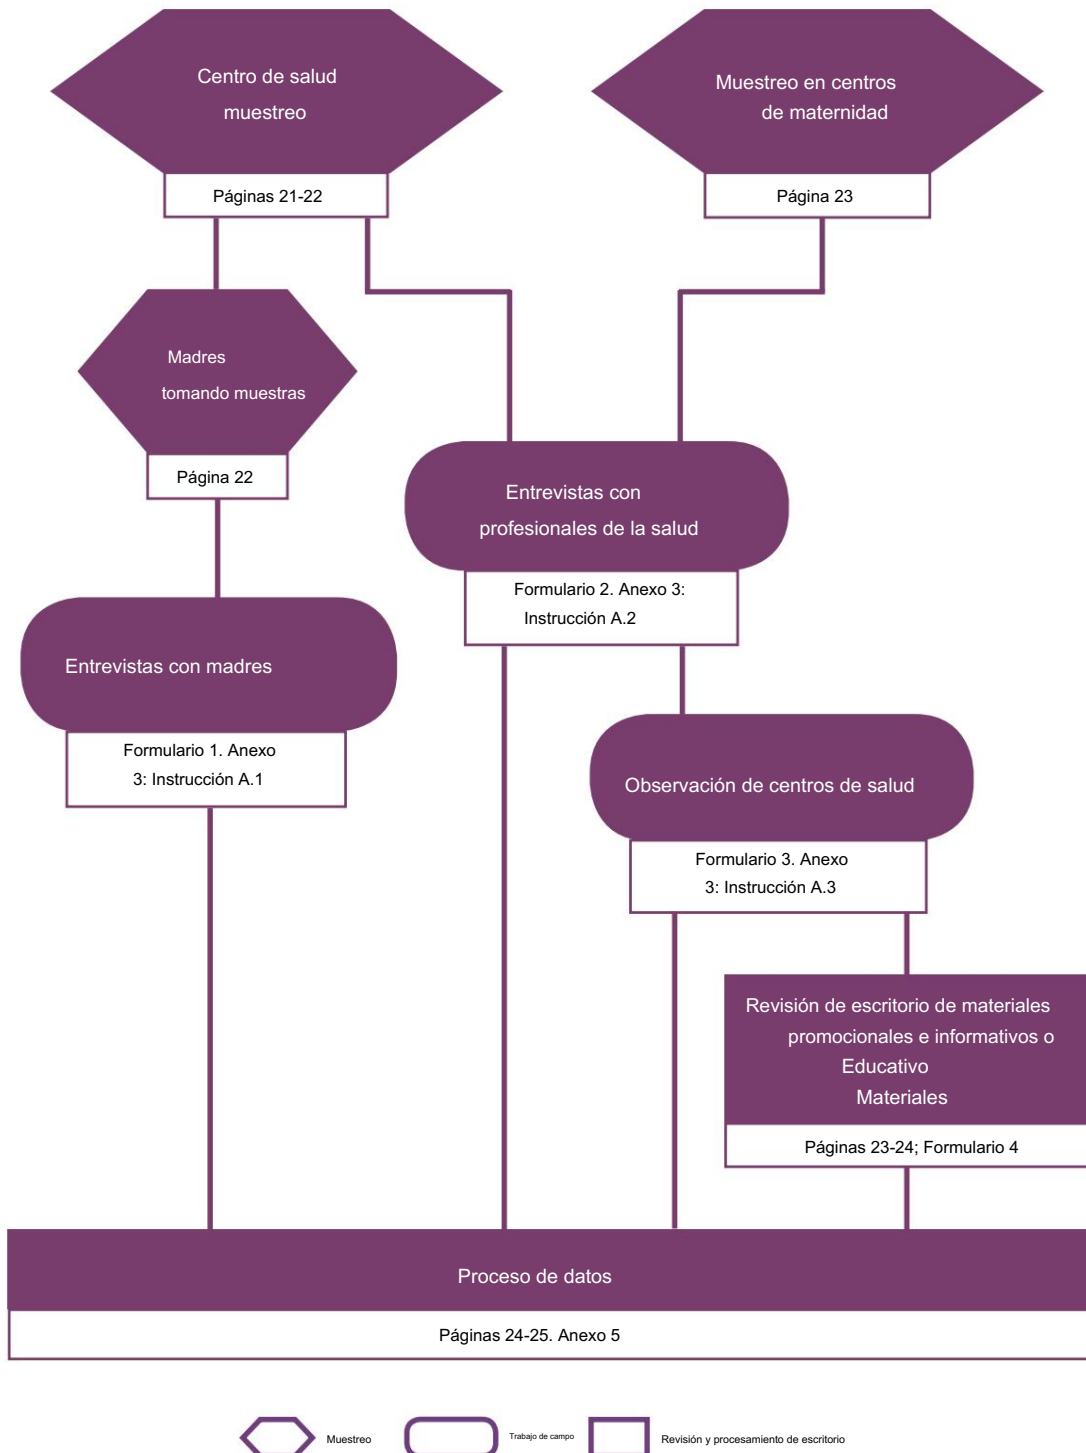 Centro de salud
muestreo
Páginas 21-22
Muestreo en centros
de maternidad
Página 23
Madres
tomando muestras
Página 22
Entrevistas con
profesionales de la salud
Formulario 2. Anexo 3:
Instrucción A.2
Entrevistas con madres
Formulario 1. Anexo
3: Instrucción A.1
Observación de centros de salud
Formulario 3. Anexo
3: Instrucción A.3
Revisión de escritorio de materiales
promocionales e informativos o
Educativo
Materiales
Páginas 23-24; Formulario 4
Proceso de datos
Páginas 24-25. Anexo 5
Muestreo
Trabajo de campo
Revisión y procesamiento de escritorio